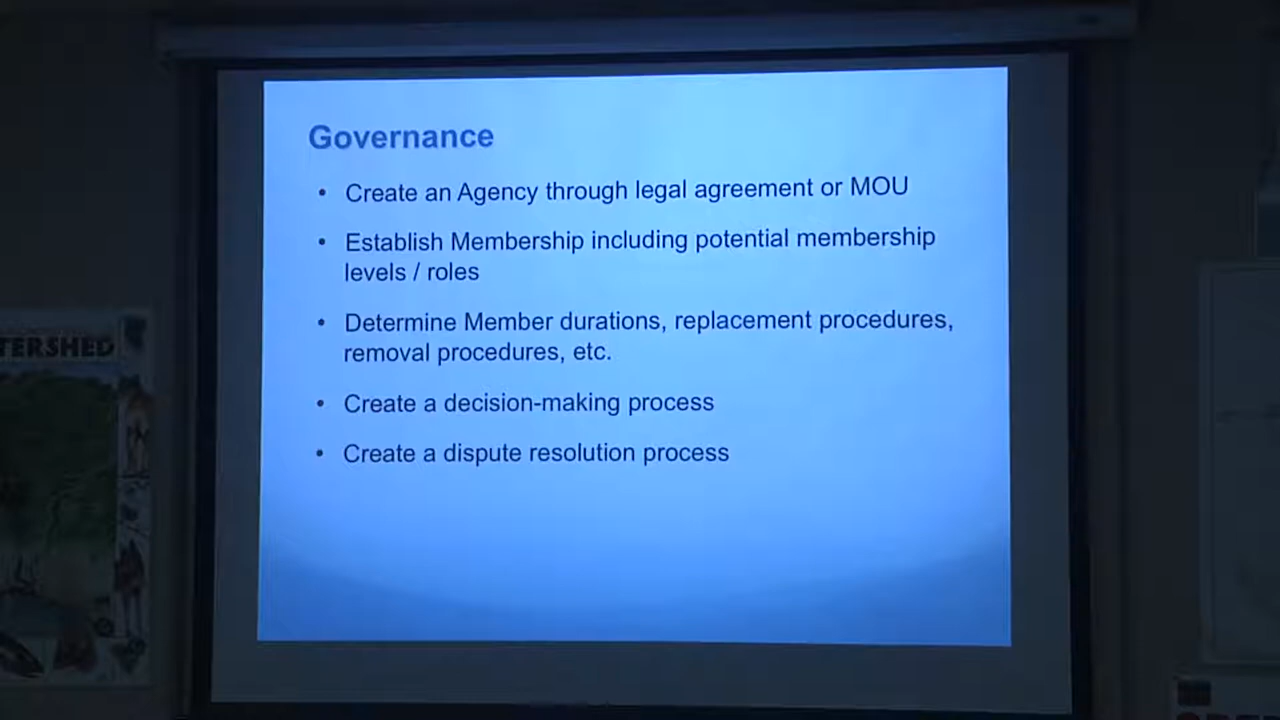 Governance
• Create an Agency through legal agreement or MOU
• Establish Membership including potential membership
levels / roles
• Determine Member durations, replacement procedures,
removal procedures, etc.
• Create a decision-making process
• Create a dispute resolution process
TERSHED